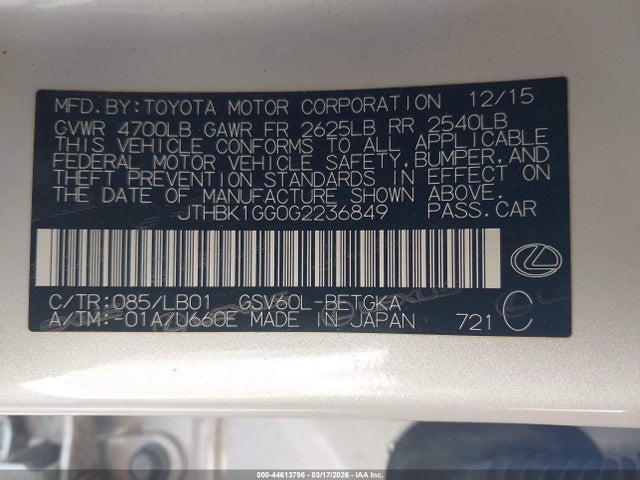 MFD.BY:TOYOTA MOTOR CORPORATION 12/15
GVWR 4700LB GAWR FR 2625LB RR 2540LB
THIS VEHICLE CONFORMS TO ALL APPLICABLE
FEDERAL MOTOR VEHICLE SAFETY,BUMPER,AND
THEFT PREVENTION STANDARDS IN EFFECT ON
THE DATE OF MANUFACTURE SHOWN ABOVE.
JTHBK1GG0G2236849 PASS.CAR
C/TR:085/LB01 GSV60L-BETGKA
A/TM:-01A/U660E MADE IN JAPAN 721 C
000-44613796 - 03/17/2026 - COPART